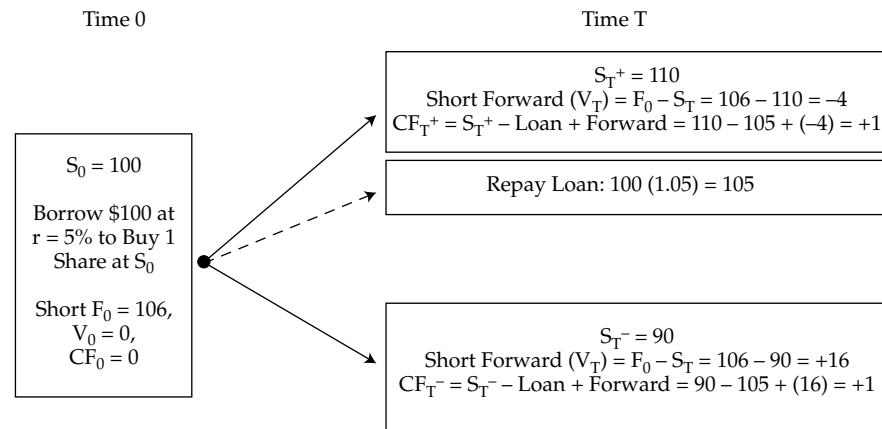 Time 0
Time T
S₀ = 100
Borrow $100 at
r = 5% to Buy 1
Share at S₀
Short F₀ = 106,
V₀ = 0,
CF₀ = 0
S_T⁺ = 110
Short Forward (V_T) = F₀ – S_T = 106 – 110 = –4
CF_T⁺ = S_T⁺ – Loan + Forward = 110 – 105 + (–4) = +1
Repay Loan: 100 (1.05) = 105
S_T⁻ = 90
Short Forward (V_T) = F₀ – S_T = 106 – 90 = +16
CF_T⁻ = S_T⁻ – Loan + Forward = 90 – 105 + (16) = +1